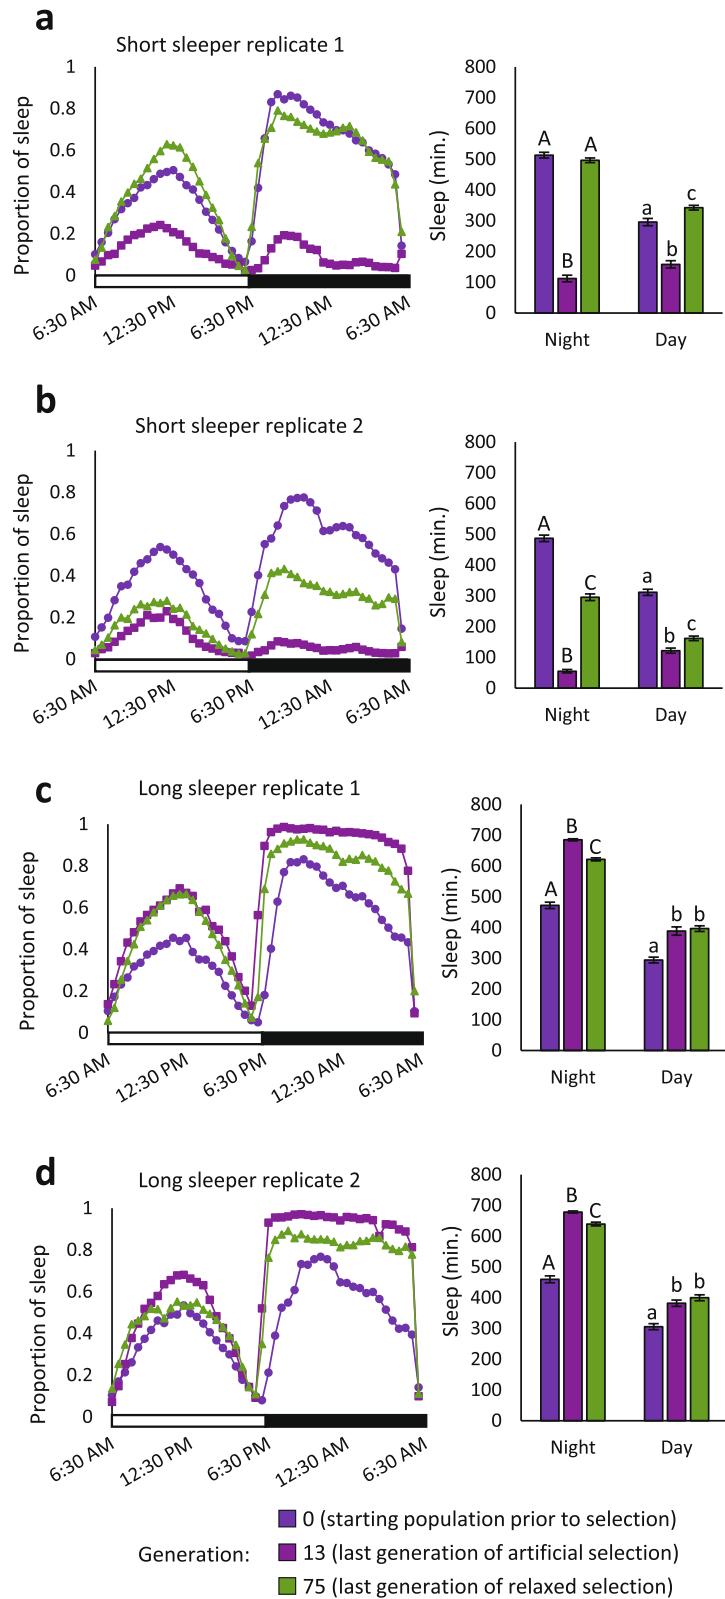 a
Short sleeper replicate 1
Proportion of sleep
1
0.8
0.6
0.4
0.2
0
6:30 AM
12:30 PM
6:30 PM
12:30 AM
6:30 AM
Sleep (min.)
800
700
600
500
400
300
200
100
0
A
B
A
a
b
c
Night
Day
b
Short sleeper replicate 2
Proportion of sleep
1
0.8
0.6
0.4
0.2
0
6:30 AM
12:30 PM
6:30 PM
12:30 AM
6:30 AM
Sleep (min.)
800
700
600
500
400
300
200
100
0
A
B
C
a
b
c
Night
Day
c
Long sleeper replicate 1
Proportion of sleep
1
0.8
0.6
0.4
0.2
0
6:30 AM
12:30 PM
6:30 PM
12:30 AM
6:30 AM
Sleep (min.)
800
700
600
500
400
300
200
100
0
A
B
C
a
b
b
Night
Day
d
Long sleeper replicate 2
Proportion of sleep
1
0.8
0.6
0.4
0.2
0
6:30 AM
12:30 PM
6:30 PM
12:30 AM
6:30 AM
Sleep (min.)
800
700
600
500
400
300
200
100
0
A
B
C
a
b
b
Night
Day
Generation:
0 (starting population prior to selection)
13 (last generation of artificial selection)
75 (last generation of relaxed selection)